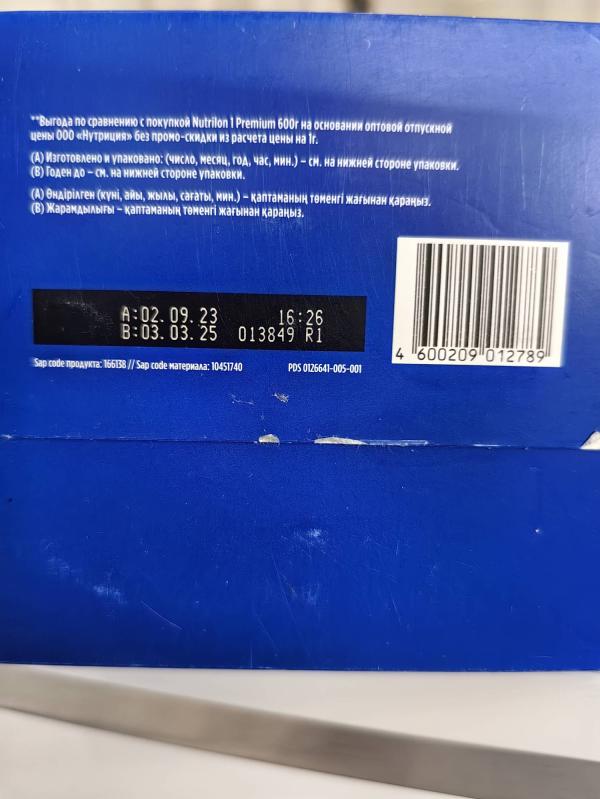 **Выгода по сравнению с покупкой Nutrilon 1 Premium 600г на основании оптовой отпускной
цены ООО «Нутриция» без промо-скидки из расчета цены на 1г.
(A) Изготовлено и упаковано: (число, месяц, год, час, мин.) – см. на нижней стороне упаковки.
(B) Годен до – см. на нижней стороне упаковки.
(A) Өндірілген (күні, айы, жылы, сағаты, мин.) – қаптаманың төменгі жағынан қараңыз.
(B) Жарамдылығы – қаптаманың төменгі жағынан қараңыз.
A:02.09.23 16:26
B:03.03.25 013849 R1
4 600209 012789
Sap code продукта: 166138 // Sap code материала: 10451740 PDS 0126641-005-001